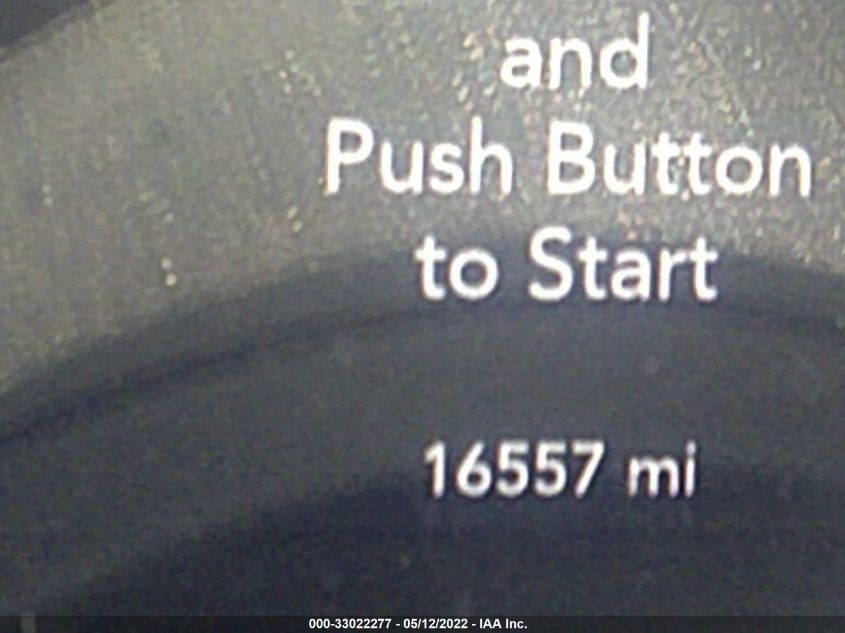 and
Push Button
to Start
16557 mi
000-33022277 - 05/12/2022 - IAA Inc.